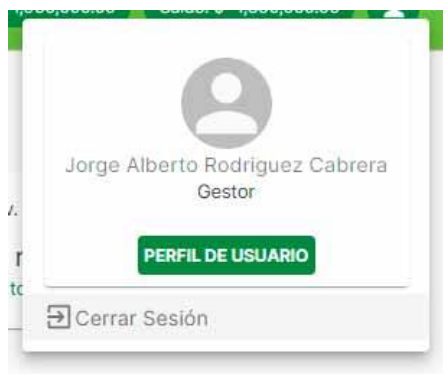 Jorge Alberto Rodriguez Cabrera
Gestor
PERFIL DE USUARIO
Cerrar Sesión